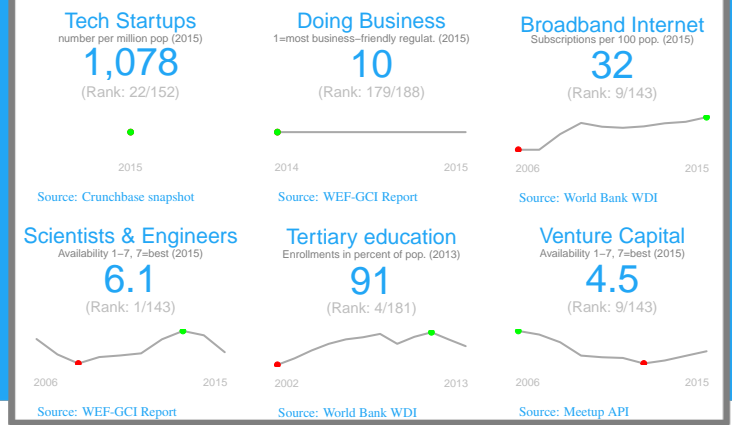 Tech Startups
number per million pop (2015)
1,078
(Rank: 22/152)
2015
Source: Crunchbase snapshot
Doing Business
1=most business−friendly regulat. (2015)
10
(Rank: 179/188)
2014 2015
Source: WEF-GCI Report
Broadband Internet
Subscriptions per 100 pop. (2015)
32
(Rank: 9/143)
2006 2015
Source: World Bank WDI
Scientists & Engineers
Availability 1−7, 7=best (2015)
6.1
(Rank: 1/143)
2006 2015
Source: WEF-GCI Report
Tertiary education
Enrollments in percent of pop. (2013)
91
(Rank: 4/181)
2002 2013
Source: World Bank WDI
Venture Capital
Availability 1−7, 7=best (2015)
4.5
(Rank: 9/143)
2006 2015
Source: Meetup API